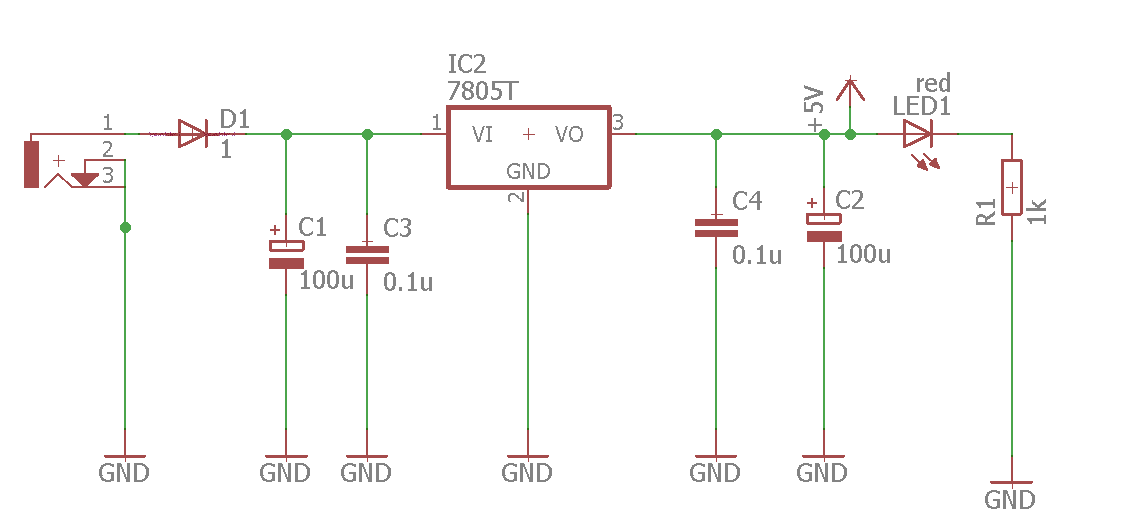 IC2
7805T
red
LED1
+5V
D1
1
1
2
3
1
VI
VO
3
GND
2
C1
100u
C3
0.1u
C4
0.1u
C2
100u
R1
1k
GND
GND
GND
GND
GND
GND
GND